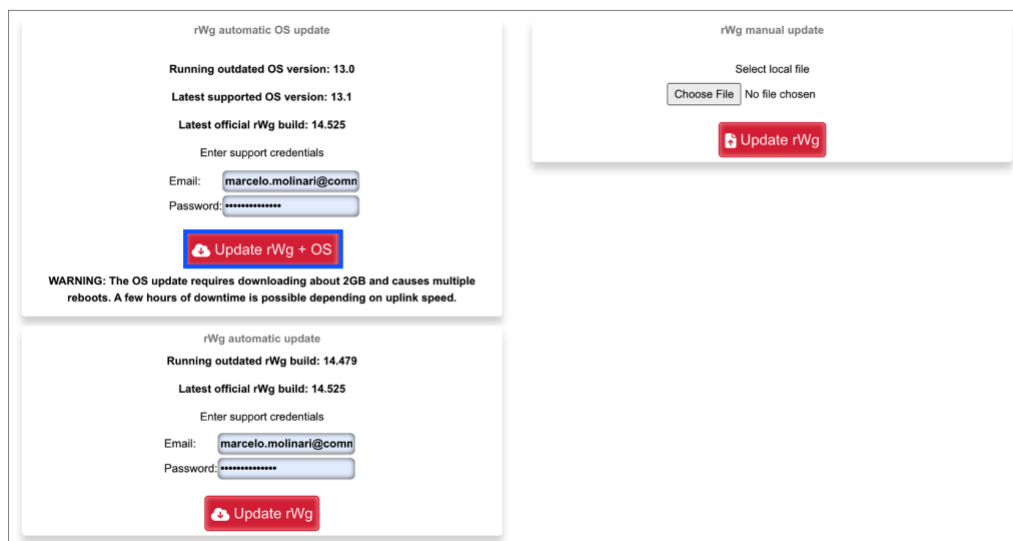 rWg automatic OS update
Running outdated OS version: 13.0
Latest supported OS version: 13.1
Latest official rWg build: 14.525
Enter support credentials
Email: marcelo.molinari@comn
Password: ••••••••••••••
Update rWg + OS
WARNING: The OS update requires downloading about 2GB and causes multiple
reboots. A few hours of downtime is possible depending on uplink speed.
rWg automatic update
Running outdated rWg build: 14.479
Latest official rWg build: 14.525
Enter support credentials
Email: marcelo.molinari@comn
Password: ••••••••••••••
Update rWg
rWg manual update
Select local file
Choose File No file chosen
Update rWg